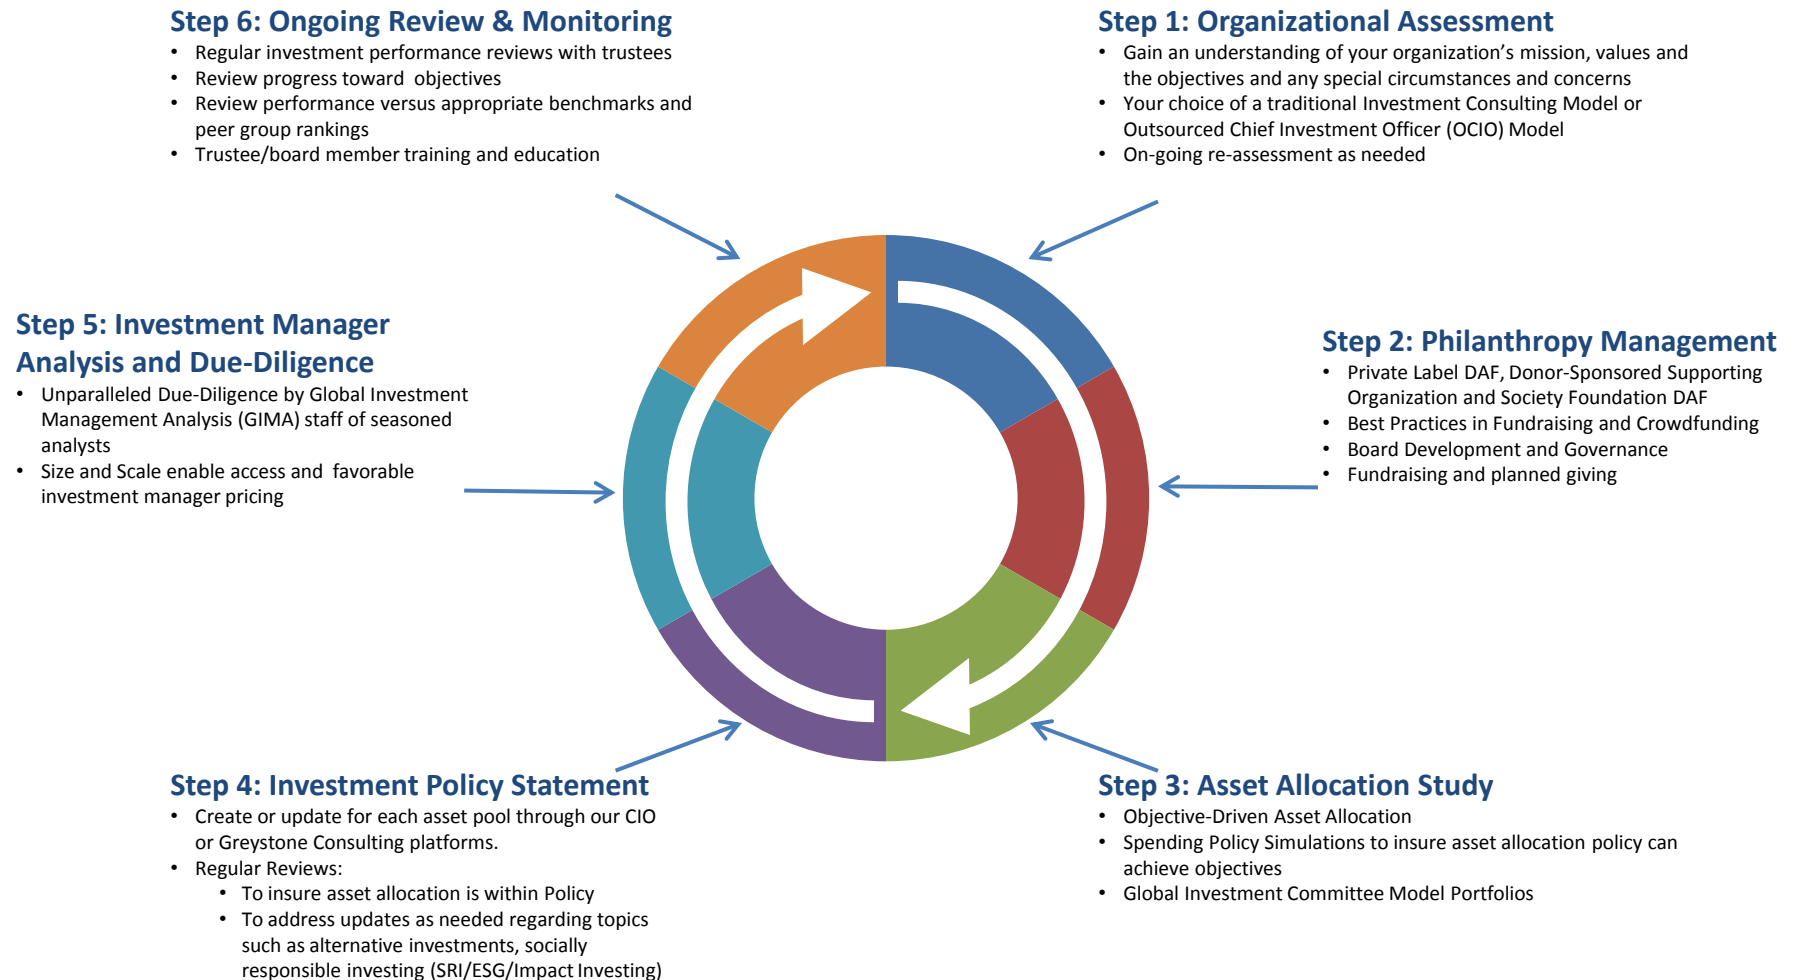 Step 6: Ongoing Review & Monitoring
• Regular investment performance reviews with trustees
• Review progress toward objectives
• Review performance versus appropriate benchmarks and
peer group rankings
• Trustee/board member training and education
Step 1: Organizational Assessment
• Gain an understanding of your organization’s mission, values and
the objectives and any special circumstances and concerns
• Your choice of a traditional Investment Consulting Model or
Outsourced Chief Investment Officer (OCIO) Model
• On-going re-assessment as needed
Step 5: Investment Manager
Analysis and Due-Diligence
• Unparalleled Due-Diligence by Global Investment
Management Analysis (GIMA) staff of seasoned
analysts
• Size and Scale enable access and favorable
investment manager pricing
Step 2: Philanthropy Management
• Private Label DAF, Donor-Sponsored Supporting
Organization and Society Foundation DAF
• Best Practices in Fundraising and Crowdfunding
• Board Development and Governance
• Fundraising and planned giving
Step 4: Investment Policy Statement
• Create or update for each asset pool through our CIO
or Greystone Consulting platforms.
• Regular Reviews:
• To insure asset allocation is within Policy
• To address updates as needed regarding topics
such as alternative investments, socially
responsible investing (SRI/ESG/Impact Investing)
Step 3: Asset Allocation Study
• Objective-Driven Asset Allocation
• Spending Policy Simulations to insure asset allocation policy can
achieve objectives
• Global Investment Committee Model Portfolios